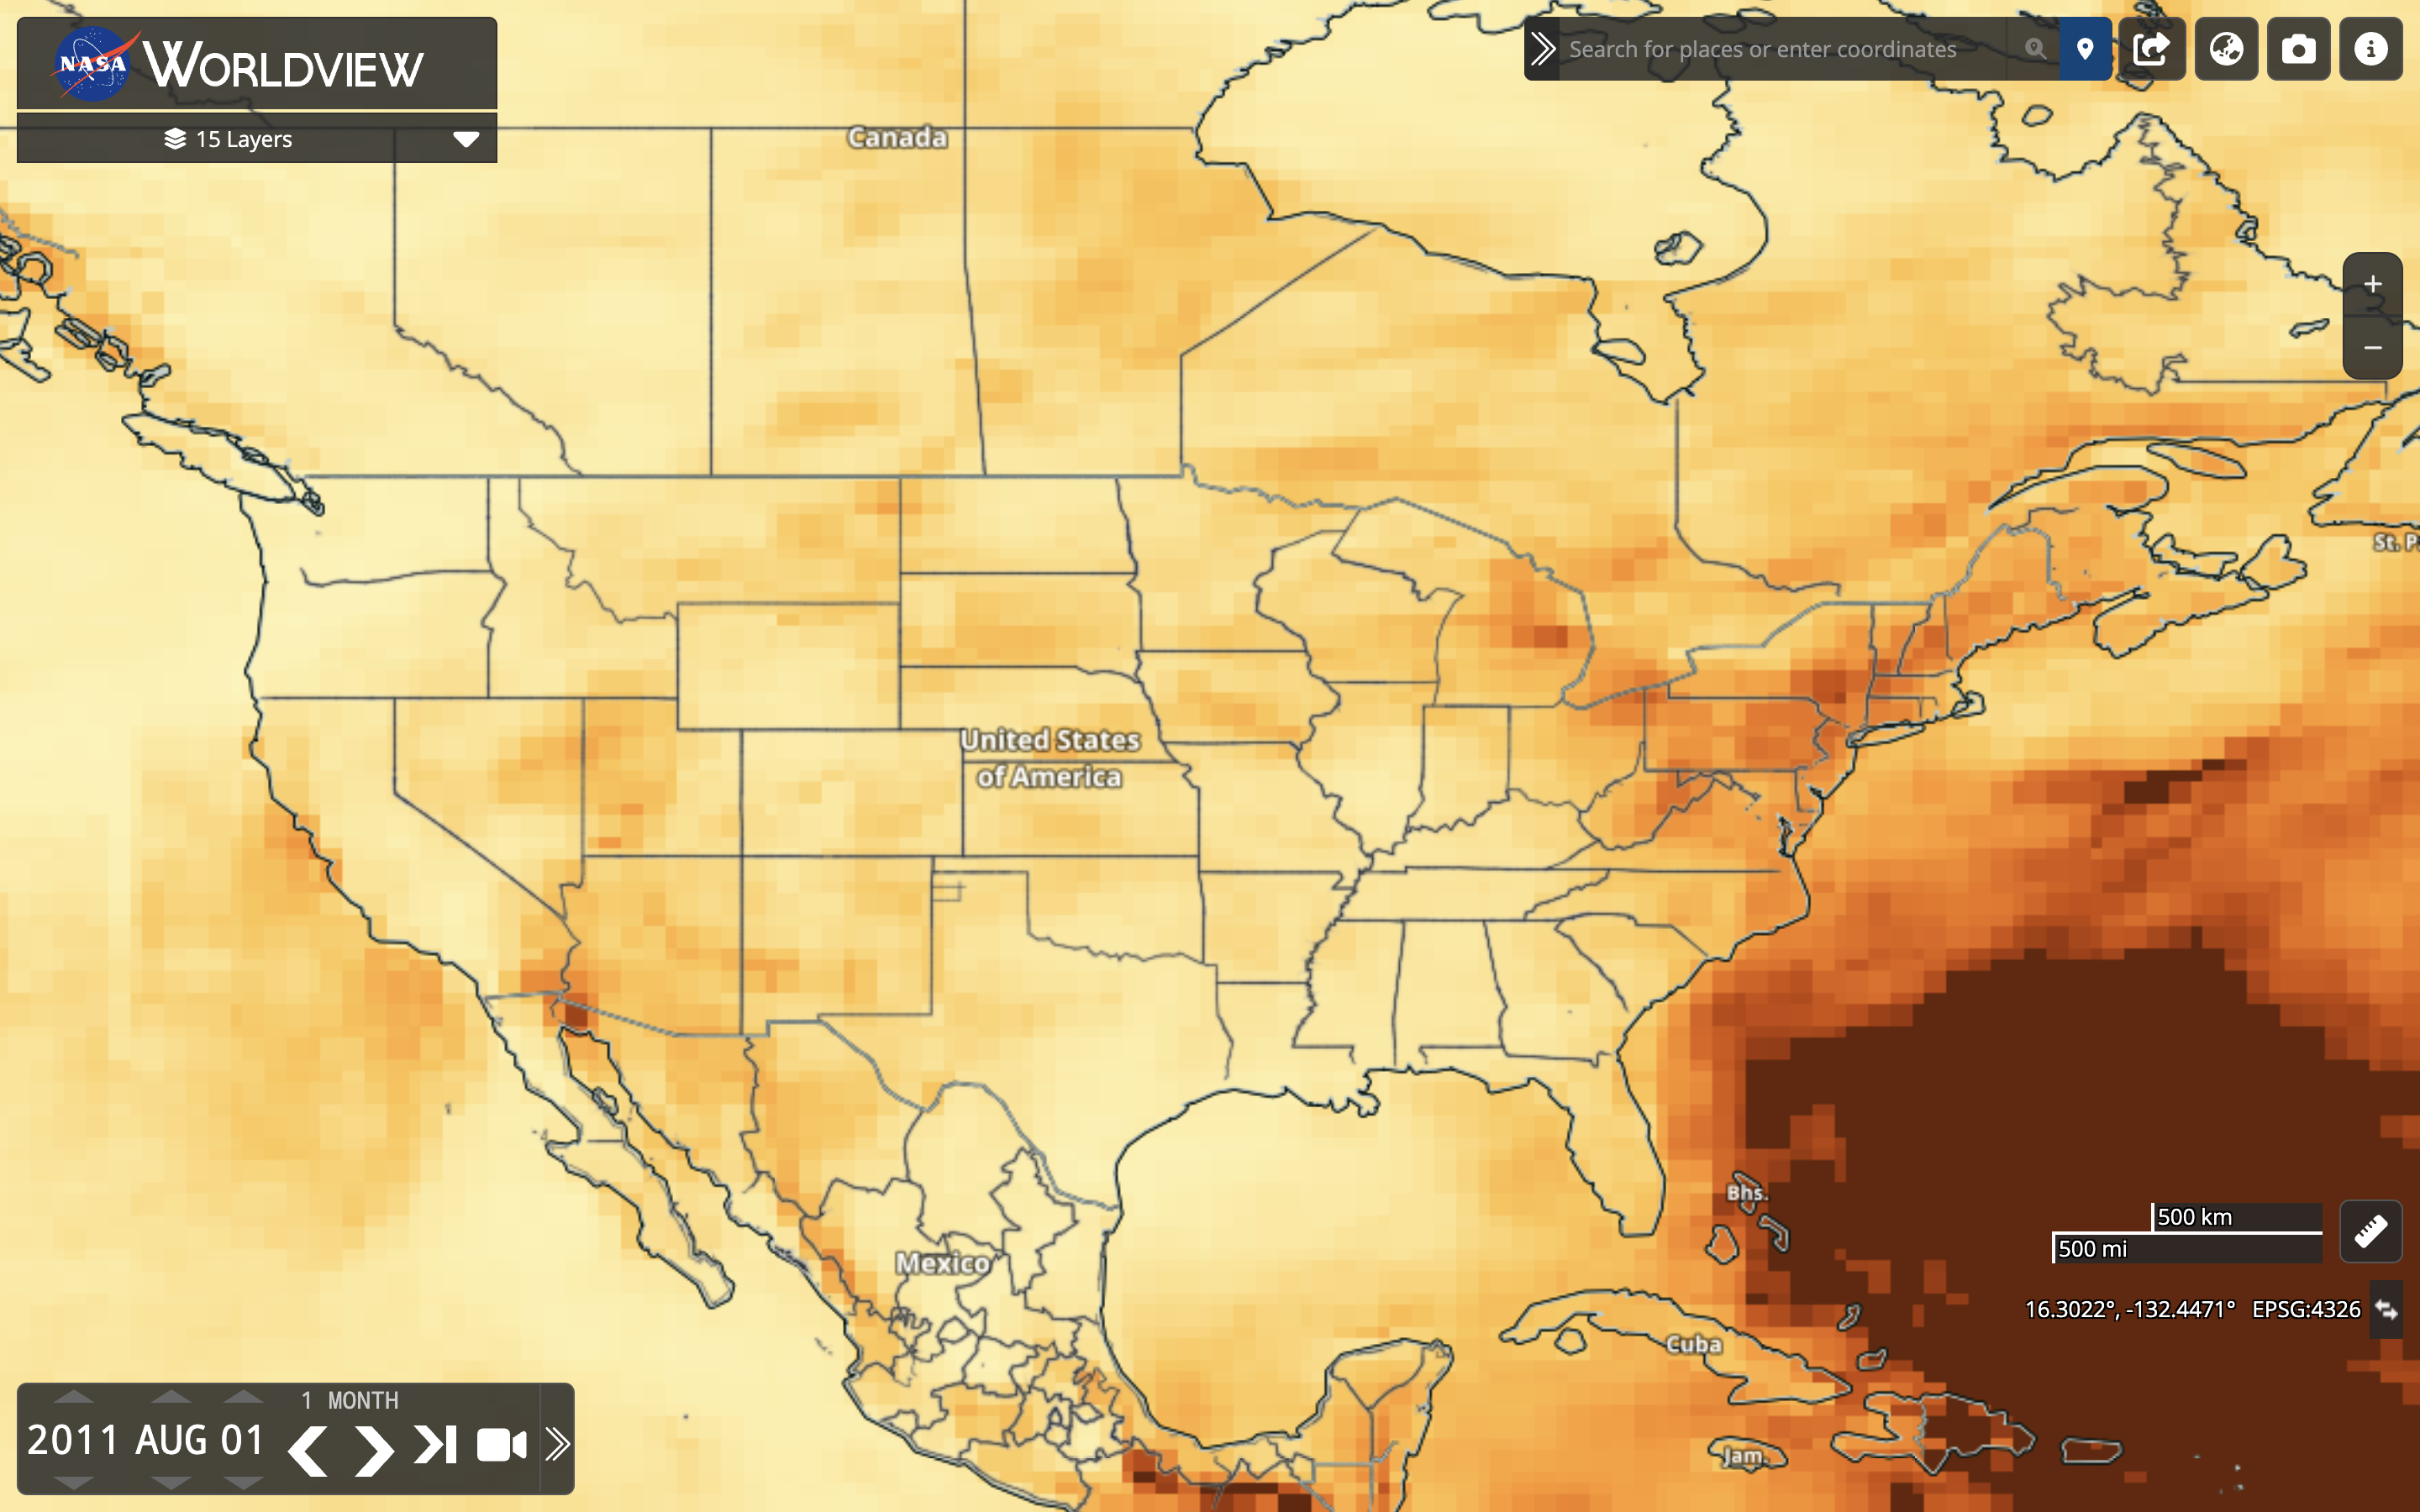 NASA WORLDVIEW
15 Layers
Search for places or enter coordinates
Canada
+
−
St. P
United States
of America
Bhs.
500 km
500 mi
Mexico
16.3022°, -132.4471° EPSG:4326
Cuba
Jam.
1 MONTH
2011 AUG 01